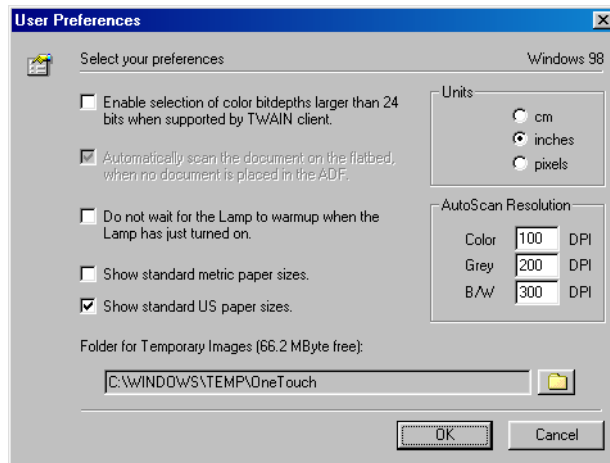 User Preferences
Select your preferences
Windows 98
Enable selection of color bitdepths larger than 24
bits when supported by TWAIN client.
Automatically scan the document on the flatbed,
when no document is placed in the ADF.
Do not wait for the Lamp to warmup when the
Lamp has just turned on.
Show standard metric paper sizes.
Show standard US paper sizes.
Units
cm
inches
pixels
AutoScan Resolution
Color 100 DPI
Grey 200 DPI
B/W 300 DPI
Folder for Temporary Images (66.2 MByte free):
C:\WINDOWS\TEMP\OneTouch
OK
Cancel